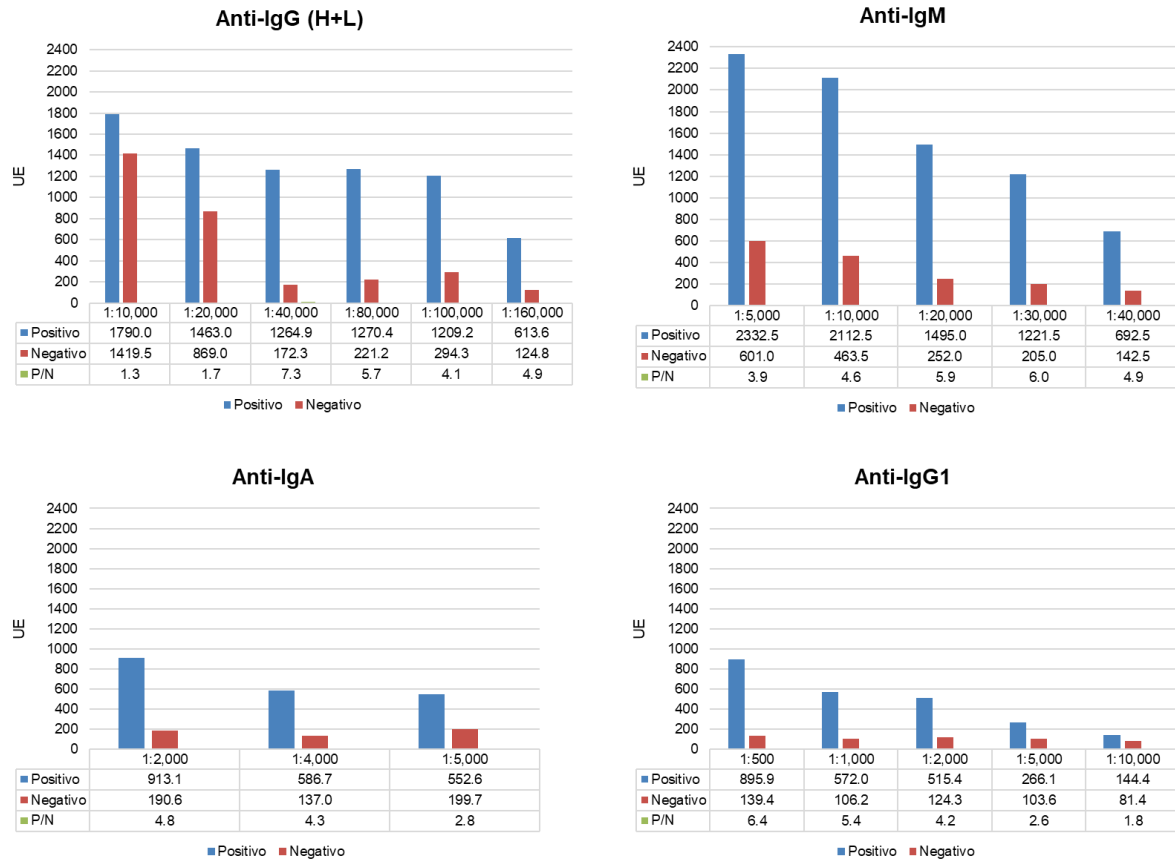 Anti-IgG (H+L)
2400
2200
2000
1800
1600
1400
1200
1000
800
600
400
200
0
UE
1:10,000 1:20,000 1:40,000 1:80,000 1:100,000 1:160,000
Positivo 1790.0 1463.0 1264.9 1270.4 1209.2 613.6
Negativo 1419.5 869.0 172.3 221.2 294.3 124.8
P/N 1.3 1.7 7.3 5.7 4.1 4.9
Positivo Negativo
Anti-IgM
2400
2200
2000
1800
1600
1400
1200
1000
800
600
400
200
0
UE
1:5,000 1:10,000 1:20,000 1:30,000 1:40,000
Positivo 2332.5 2112.5 1495.0 1221.5 692.5
Negativo 601.0 463.5 252.0 205.0 142.5
P/N 3.9 4.6 5.9 6.0 4.9
Positivo Negativo
Anti-IgA
2400
2200
2000
1800
1600
1400
1200
1000
800
600
400
200
0
UE
1:2,000 1:4,000 1:5,000
Positivo 913.1 586.7 552.6
Negativo 190.6 137.0 199.7
P/N 4.8 4.3 2.8
Positivo Negativo
Anti-IgG1
2400
2200
2000
1800
1600
1400
1200
1000
800
600
400
200
0
UE
1:500 1:1,000 1:2,000 1:5,000 1:10,000
Positivo 895.9 572.0 515.4 266.1 144.4
Negativo 139.4 106.2 124.3 103.6 81.4
P/N 6.4 5.4 4.2 2.6 1.8
Positivo Negativo